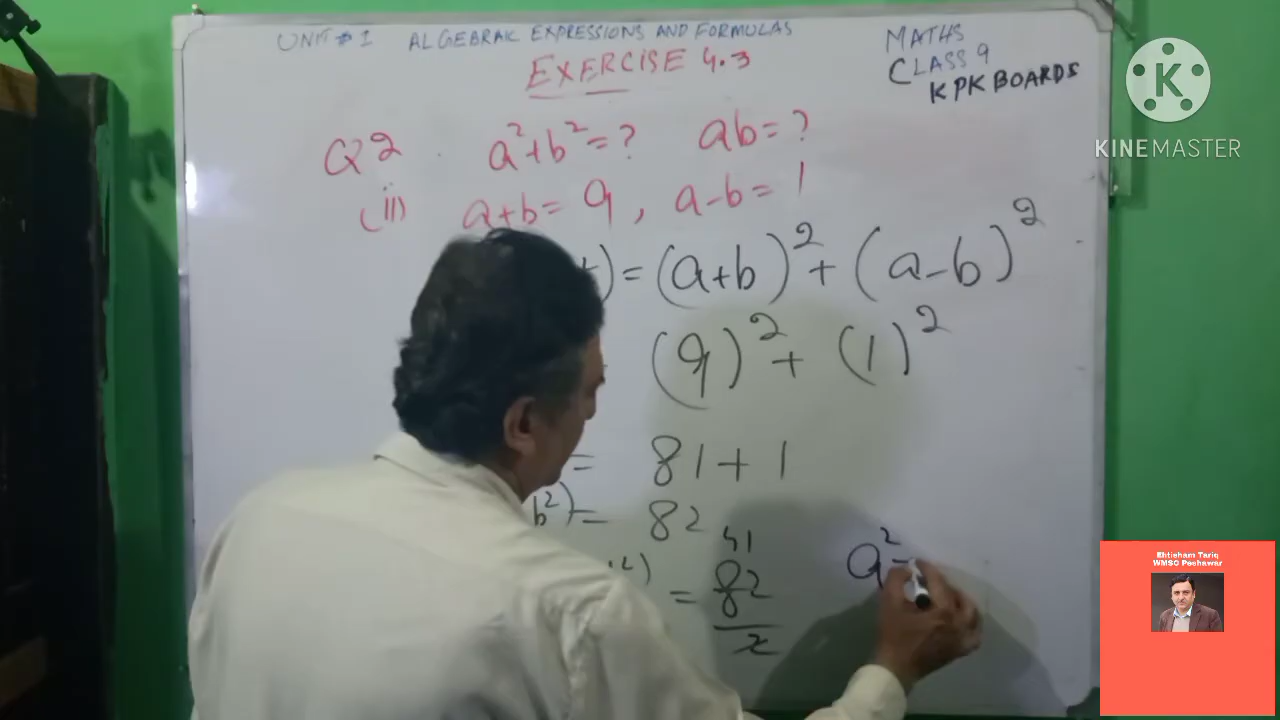 UNIT # 1 ALGEBRAIC EXPRESSIONS AND FORMULAS
EXERCISE 4.3
MATHS
CLASS 9
KPK BOARDS
K
KINEMASTER
Q2 a²+b²=? ab=?
(ii) a+b= 9, a-b= 1
)=(a+b)²+(a-b)²
(9)²+(1)²
= 81+1
b²)= 82
41
²) = 82
2
a²
Ehtisham Tariq
WMSO Peshawar